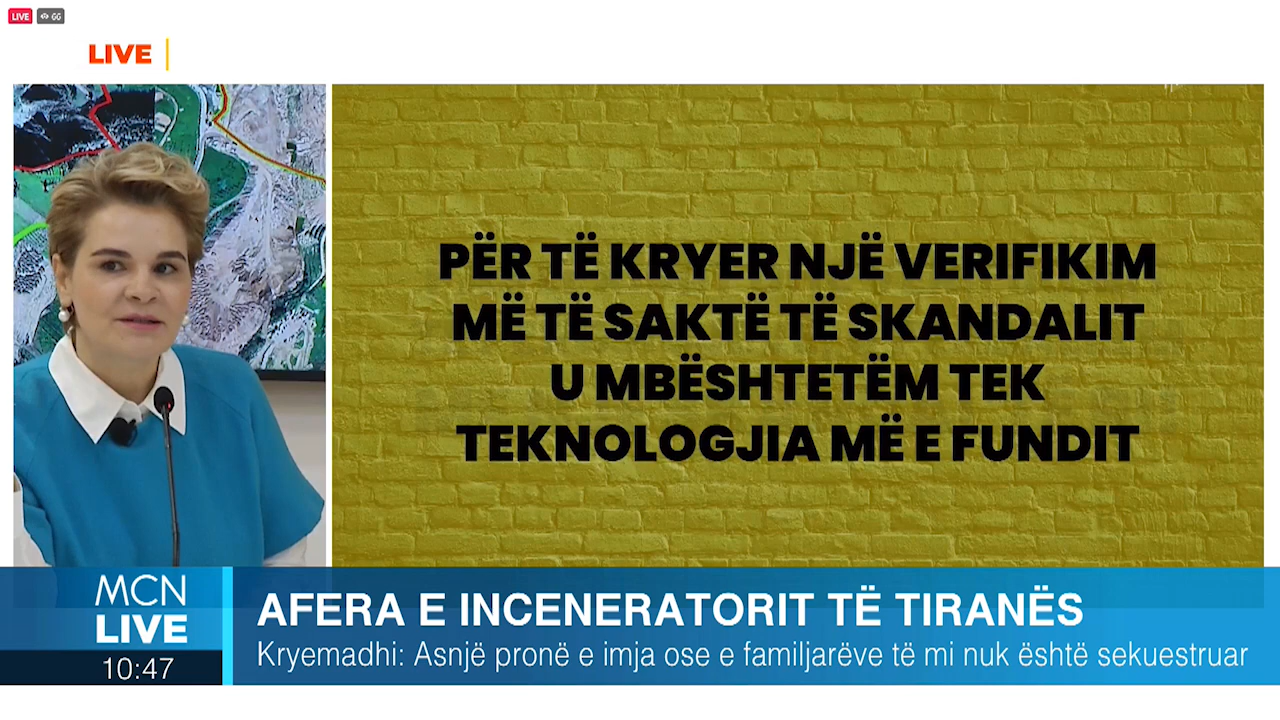 LIVE GG
LIVE
PËR TË KRYER NJË VERIFIKIM
MË TË SAKTË TË SKANDALIT
U MBËSHTETËM TEK
TEKNOLOGJIA MË E FUNDIT
MCN
LIVE
10:47
AFERA E INCENERATORIT TË TIRANËS
Kryemadhi: Asnjë pronë e imja ose e familjarëve të mi nuk është sekuestruar